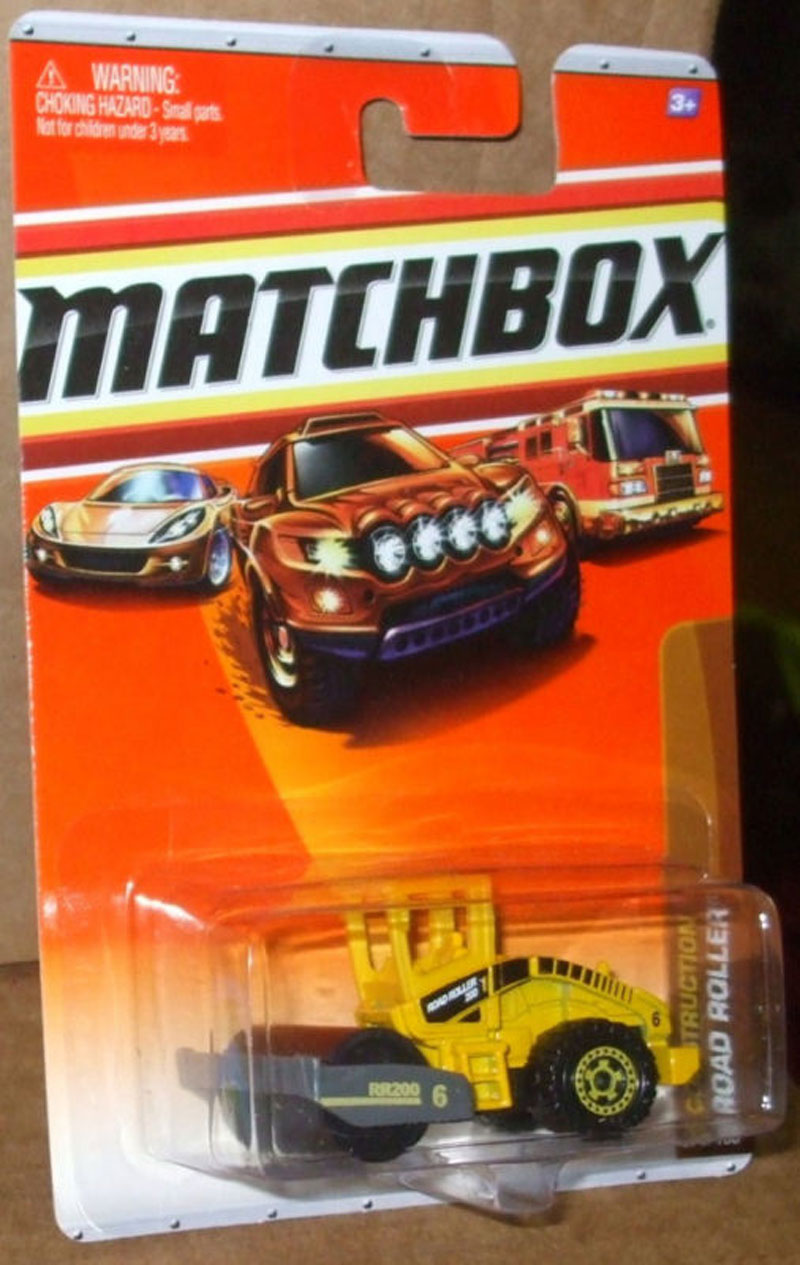 WARNING:
CHOKING HAZARD - Small parts.
Not for children under 3 years.
3+
MATCHBOX®
ROAD ROLLER
200
6
RR200 6
ROAD ROLLER